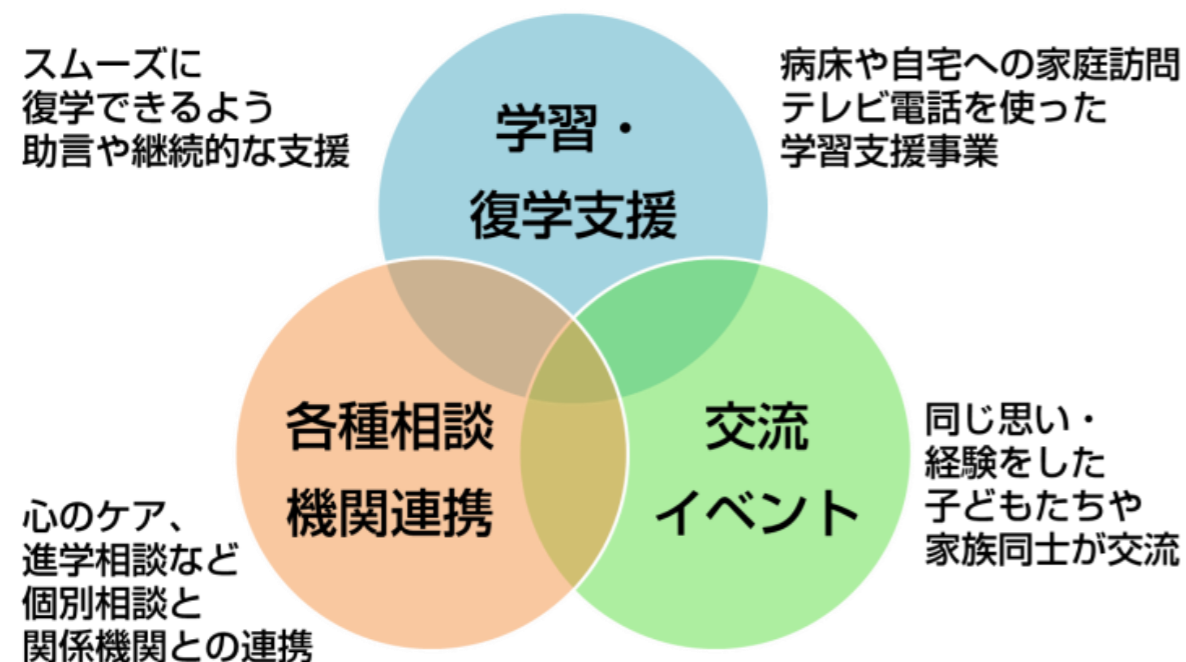 スムーズに
復学できるよう
助言や継続的な支援
学習・
復学支援
病床や自宅への家庭訪問
テレビ電話を使った
学習支援事業
各種相談
機関連携
交流
イベント
心のケア、
進学相談など
個別相談と
関係機関との連携
同じ思い・
経験をした
子どもたちや
家族同士が交流